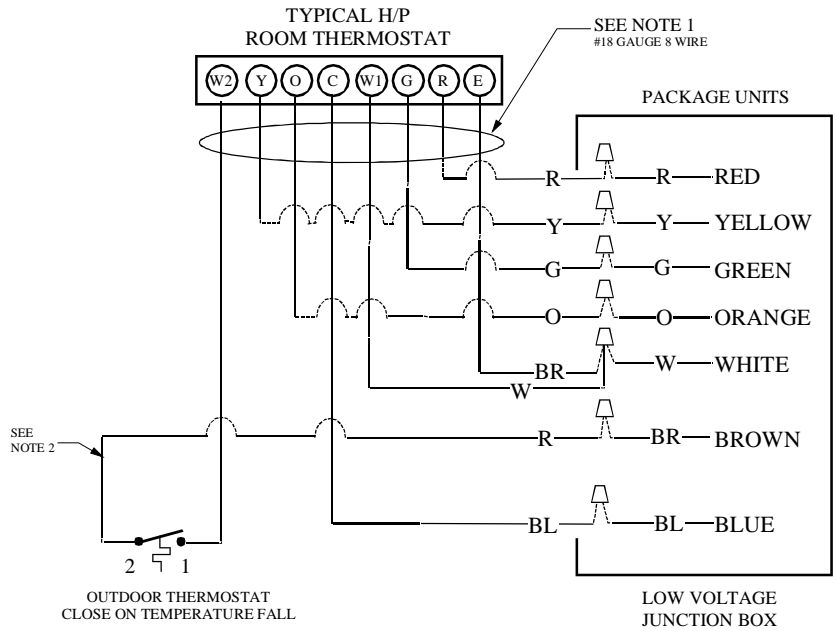 TYPICAL H/P
ROOM THERMOSTAT
SEE NOTE 1
#18 GAUGE 8 WIRE
W2 Y O C W1 G R E
PACKAGE UNITS
R R RED
Y Y YELLOW
G G GREEN
O O ORANGE
BR W WHITE
W
SEE
NOTE 2
R BR BROWN
BL BL BLUE
2 1
OUTDOOR THERMOSTAT
CLOSE ON TEMPERATURE FALL
LOW VOLTAGE
JUNCTION BOX